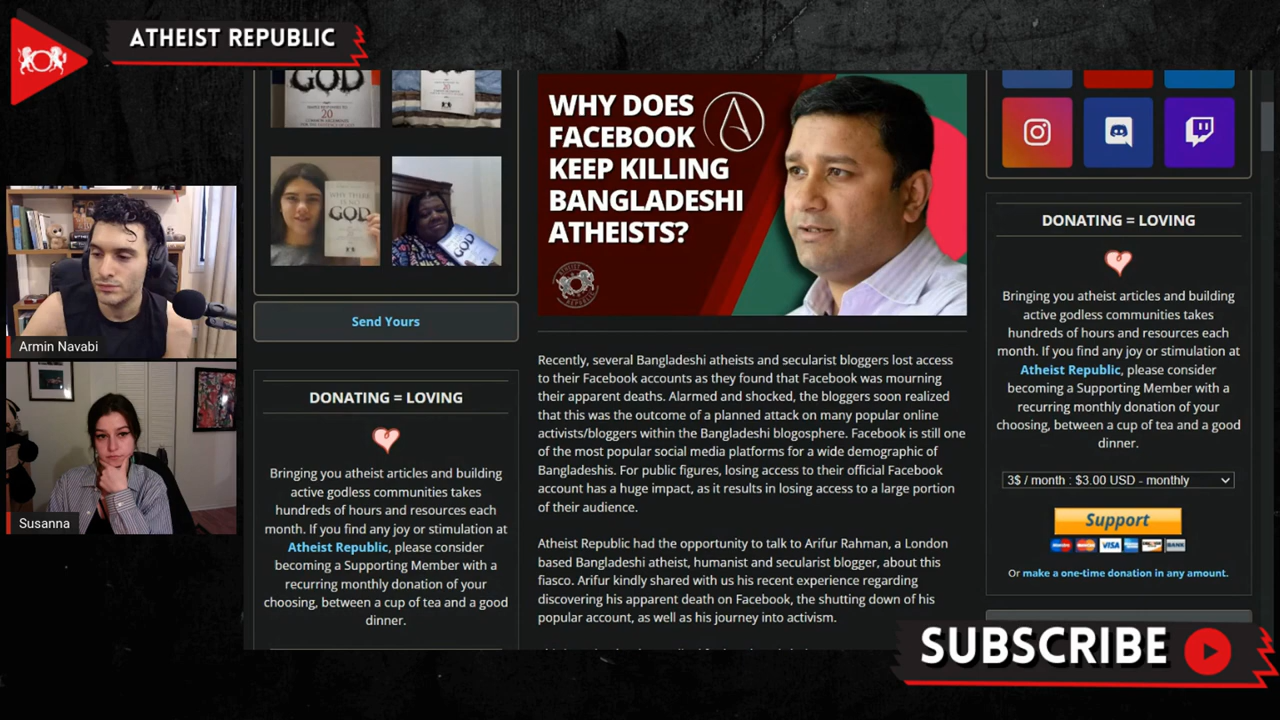 ATHEIST REPUBLIC
GOD
20
GOD
20
WHY THERE
IS NO
GOD
GOD
Send Yours
DONATING = LOVING
Bringing you atheist articles and building
active godless communities takes
hundreds of hours and resources each
month. If you find any joy or stimulation at
Atheist Republic, please consider
becoming a Supporting Member with a
recurring monthly donation of your
choosing, between a cup of tea and a good
dinner.
WHY DOES
FACEBOOK
KEEP KILLING
BANGLADESHI
ATHEISTS?
ATHEIST
REPUBLIC
Recently, several Bangladeshi atheists and secularist bloggers lost access
to their Facebook accounts as they found that Facebook was mourning
their apparent deaths. Alarmed and shocked, the bloggers soon realized
that this was the outcome of a planned attack on many popular online
activists/bloggers within the Bangladeshi blogosphere. Facebook is still one
of the most popular social media platforms for a wide demographic of
Bangladeshis. For public figures, losing access to their official Facebook
account has a huge impact, as it results in losing access to a large portion
of their audience.
Atheist Republic had the opportunity to talk to Arifur Rahman, a London
based Bangladeshi atheist, humanist and secularist blogger, about this
fiasco. Arifur kindly shared with us his recent experience regarding
discovering his apparent death on Facebook, the shutting down of his
popular account, as well as his journey into activism.
DONATING = LOVING
Bringing you atheist articles and building
active godless communities takes
hundreds of hours and resources each
month. If you find any joy or stimulation at
Atheist Republic, please consider
becoming a Supporting Member with a
recurring monthly donation of your
choosing, between a cup of tea and a good
dinner.
3$ / month : $3.00 USD - monthly
Support
VISA
BANK
Or make a one-time donation in any amount.
Armin Navabi
Susanna
SUBSCRIBE